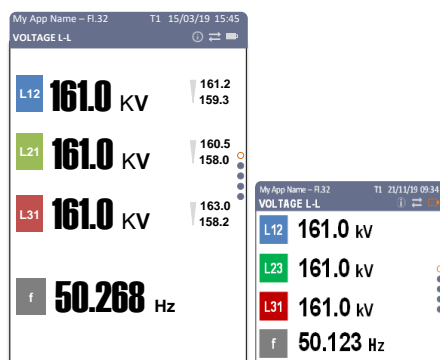 My App Name – Fl.32 T1 15/03/19 15:45
VOLTAGE L-L
L12 161.0 KV 161.2
159.3
L21 161.0 KV 160.5
158.0
L31 161.0 KV 163.0
158.2
f 50.268 Hz
My App Name – Fl.32 T1 21/11/19 09:34
VOLTAGE L-L
L12 161.0 kV
L23 161.0 kV
L31 161.0 kV
f 50.123 Hz